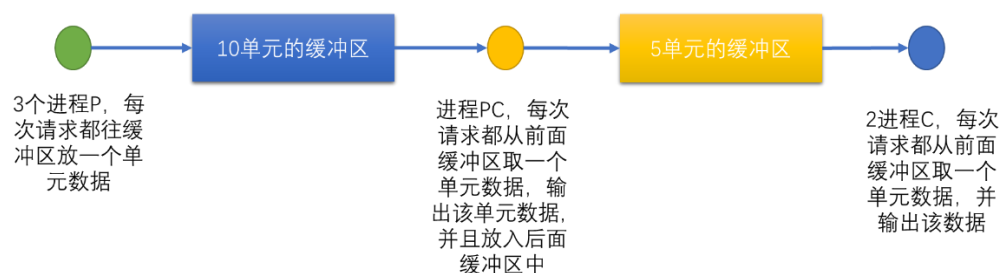 10单元的缓冲区
5单元的缓冲区
3个进程P，每
次请求都往缓
冲区放一个单
元数据
进程PC，每次
请求都从前面
缓冲区取一个
单元数据，输
出该单元数据，
并且放入后面
缓冲区中
2进程C，每次
请求都从前面
缓冲区取一个
单元数据，并
输出该数据